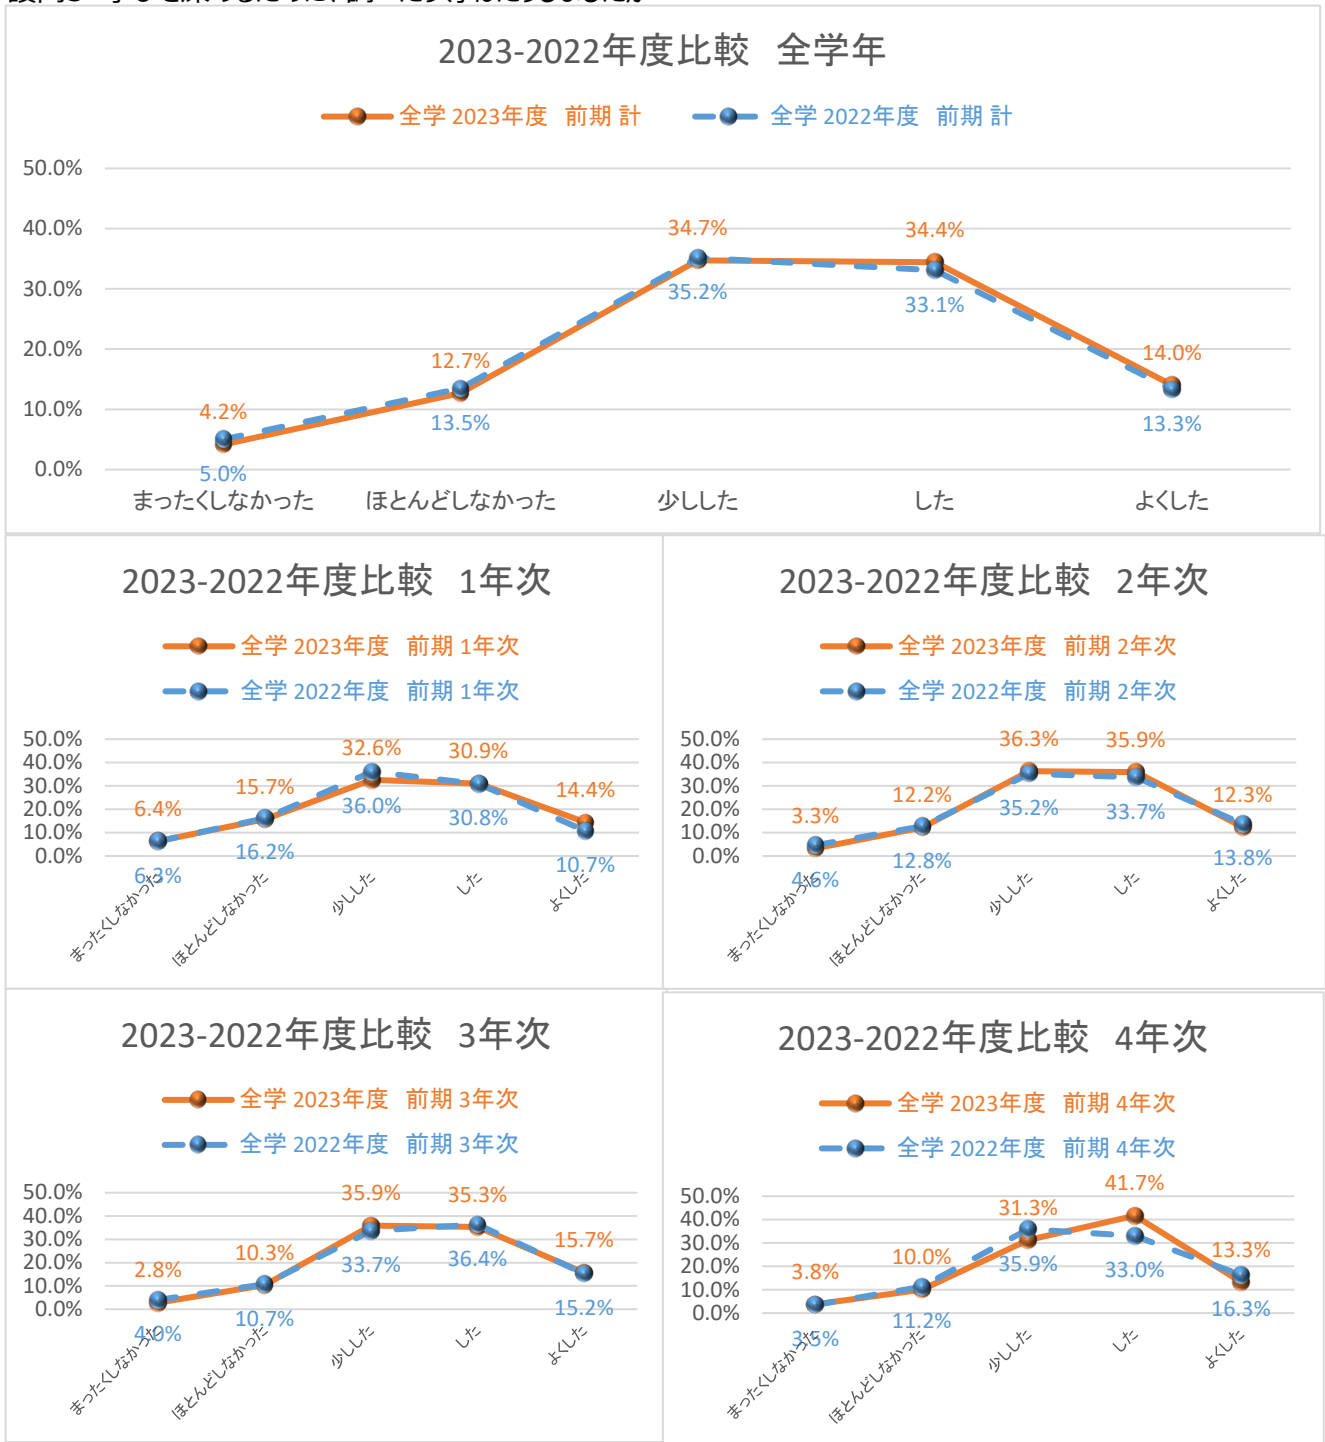 2023-2022年度比較 全学年
全学 2023年度 前期 計
全学 2022年度 前期 計
50.0%
40.0%
30.0%
20.0%
10.0%
0.0%
4.2%
12.7%
34.7%
34.4%
14.0%
5.0%
13.5%
35.2%
33.1%
13.3%
まったくしなかった
ほとんどしなかった
少しした
した
よくした
2023-2022年度比較 1年次
全学 2023年度 前期 1年次
全学 2022年度 前期 1年次
50.0%
40.0%
30.0%
20.0%
10.0%
0.0%
6.4%
15.7%
32.6%
30.9%
14.4%
6.3%
16.2%
36.0%
30.8%
10.7%
まったくしなかった
ほとんどしなかった
少しした
した
よくした
2023-2022年度比較 2年次
全学 2023年度 前期 2年次
全学 2022年度 前期 2年次
50.0%
40.0%
30.0%
20.0%
10.0%
0.0%
3.3%
12.2%
36.3%
35.9%
12.3%
4.6%
12.8%
35.2%
33.7%
13.8%
まったくしなかった
ほとんどしなかった
少しした
した
よくした
2023-2022年度比較 3年次
全学 2023年度 前期 3年次
全学 2022年度 前期 3年次
50.0%
40.0%
30.0%
20.0%
10.0%
0.0%
2.8%
10.3%
35.9%
35.3%
15.7%
4.0%
10.7%
33.7%
36.4%
15.2%
まったくしなかった
ほとんどしなかった
少しした
した
よくした
2023-2022年度比較 4年次
全学 2023年度 前期 4年次
全学 2022年度 前期 4年次
50.0%
40.0%
30.0%
20.0%
10.0%
0.0%
3.8%
10.0%
31.3%
41.7%
13.3%
3.5%
11.2%
35.9%
33.0%
16.3%
まったくしなかった
ほとんどしなかった
少しした
した
よくした